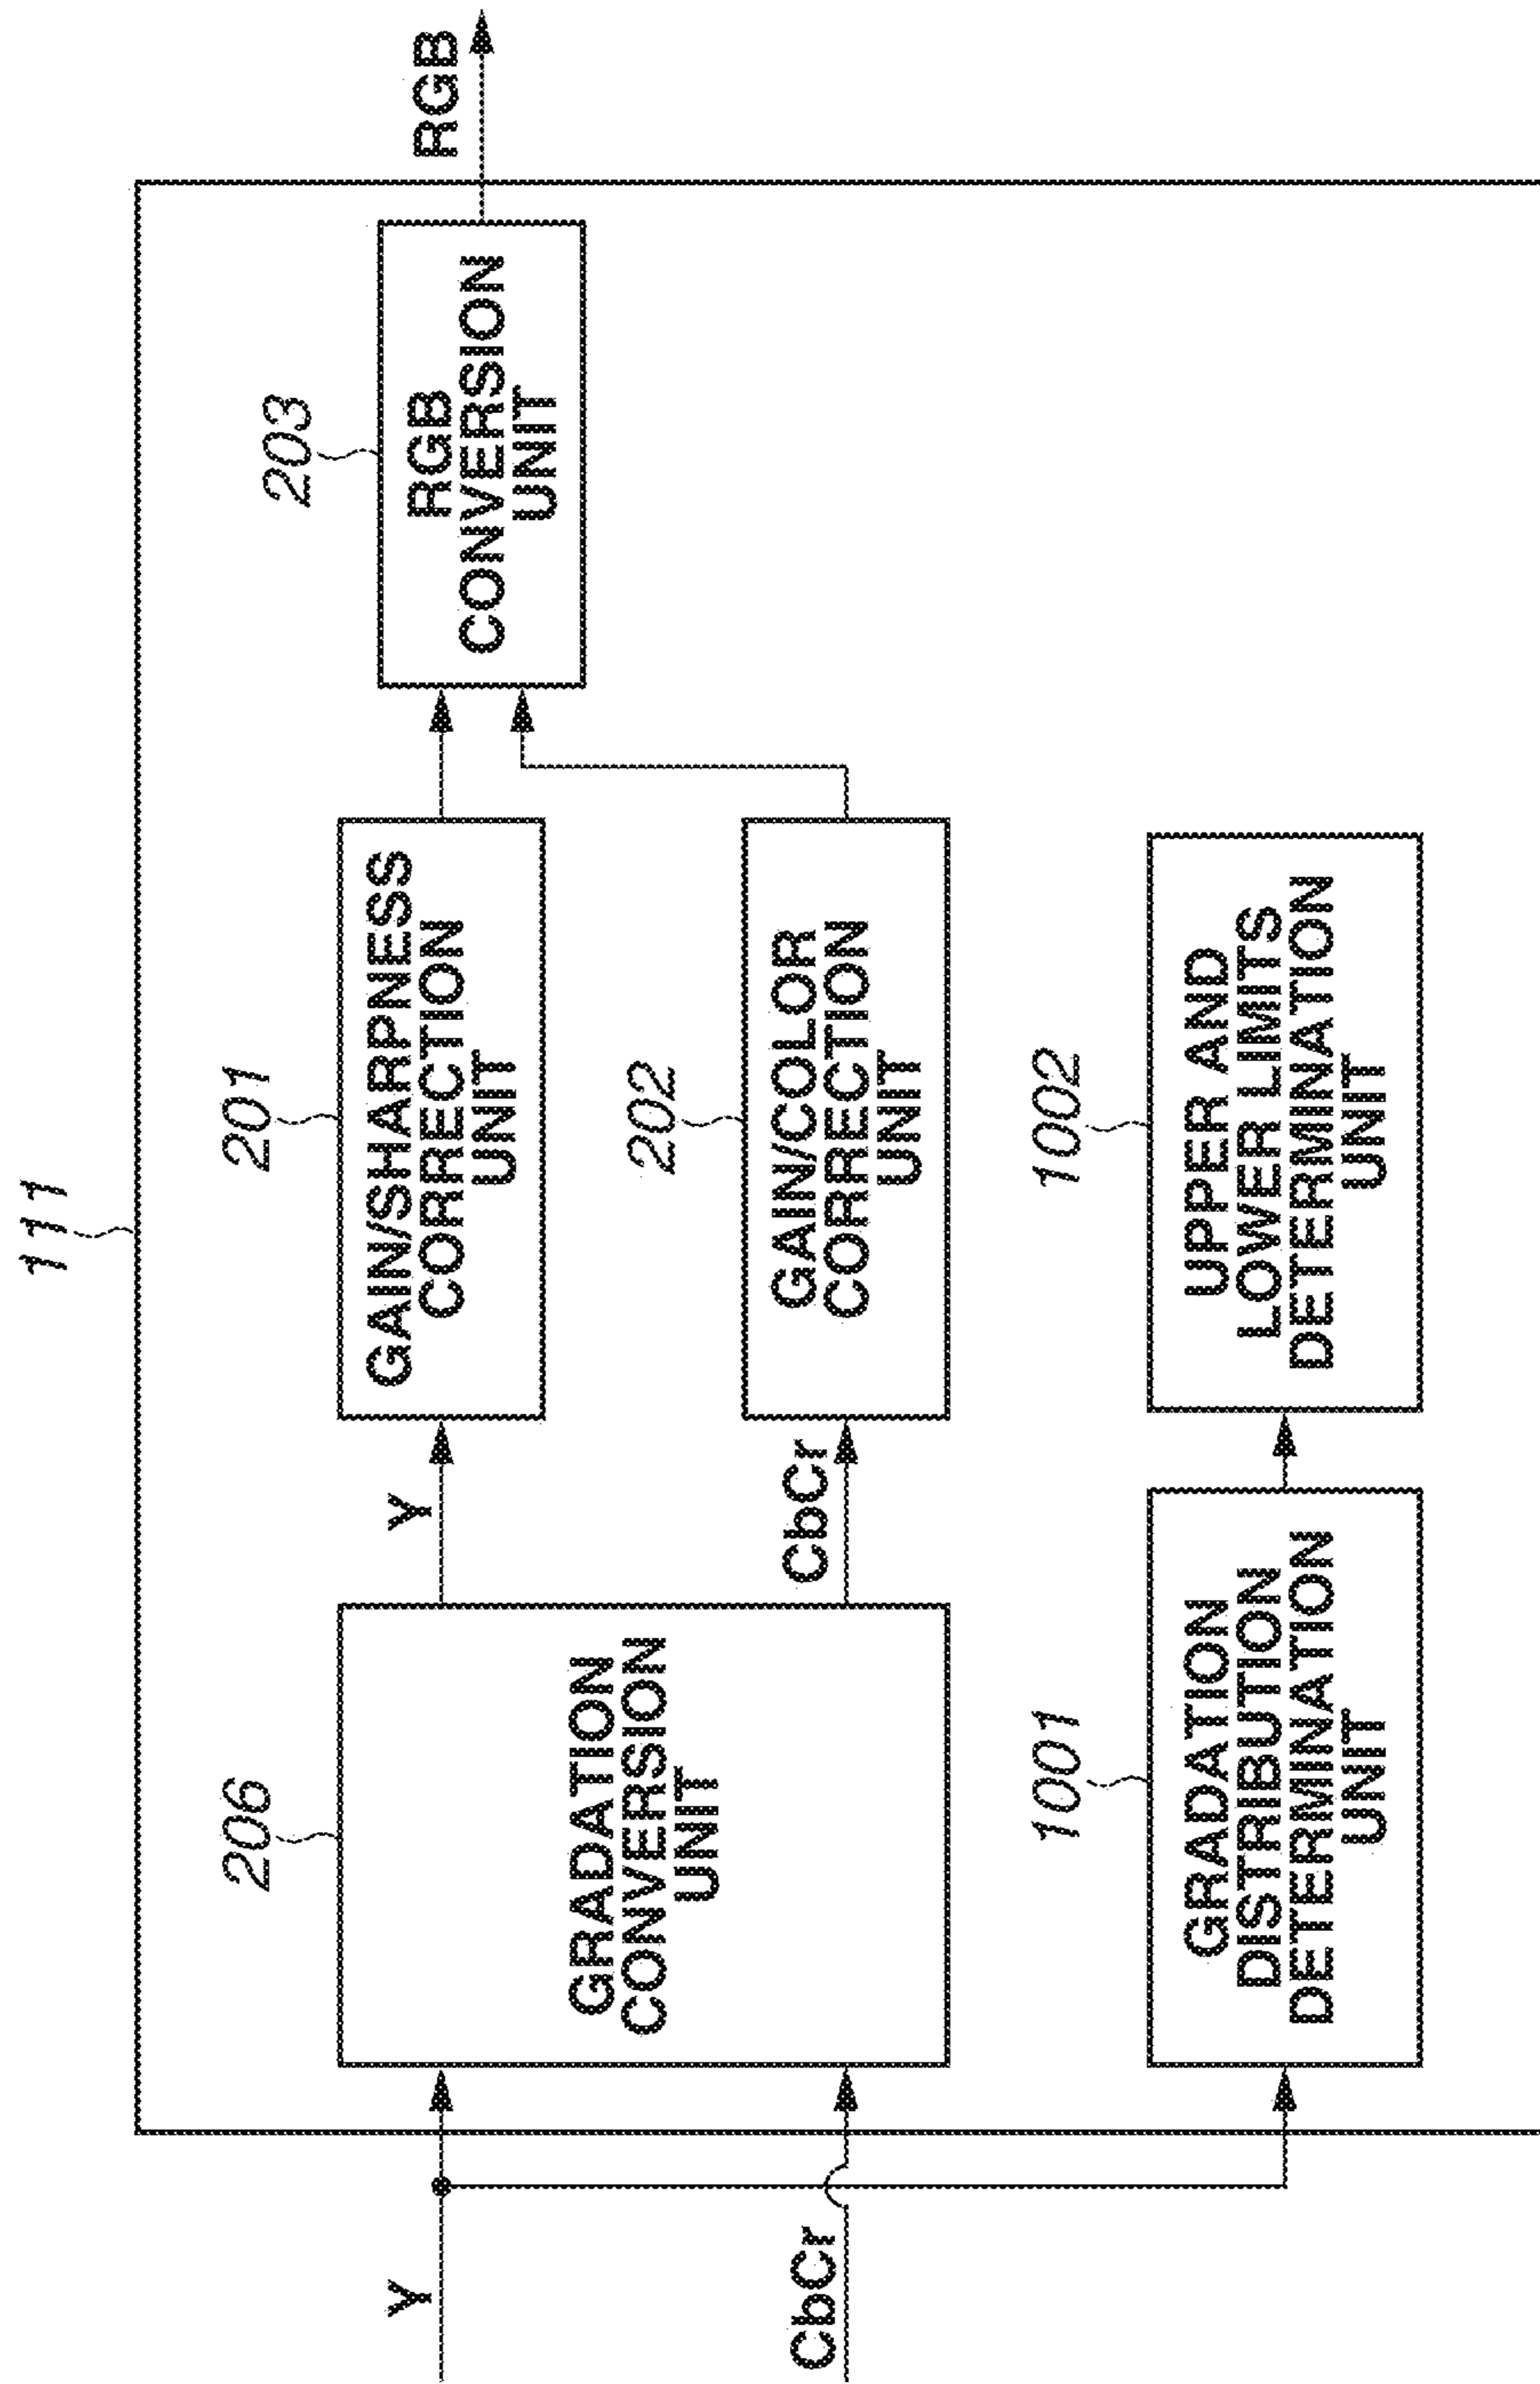 111
Y
CbCr
206
GRADATION
CONVERSION
UNIT
Y
CbCr
201
GAIN/SHARPNESS
CORRECTION
UNIT
202
GAIN/COLOR
CORRECTION
UNIT
203
RGB
CONVERSION
UNIT
RGB
1001
GRADATION
DISTRIBUTION
DETERMINATION
UNIT
1002
UPPER AND
LOWER LIMITS
DETERMINATION
UNIT